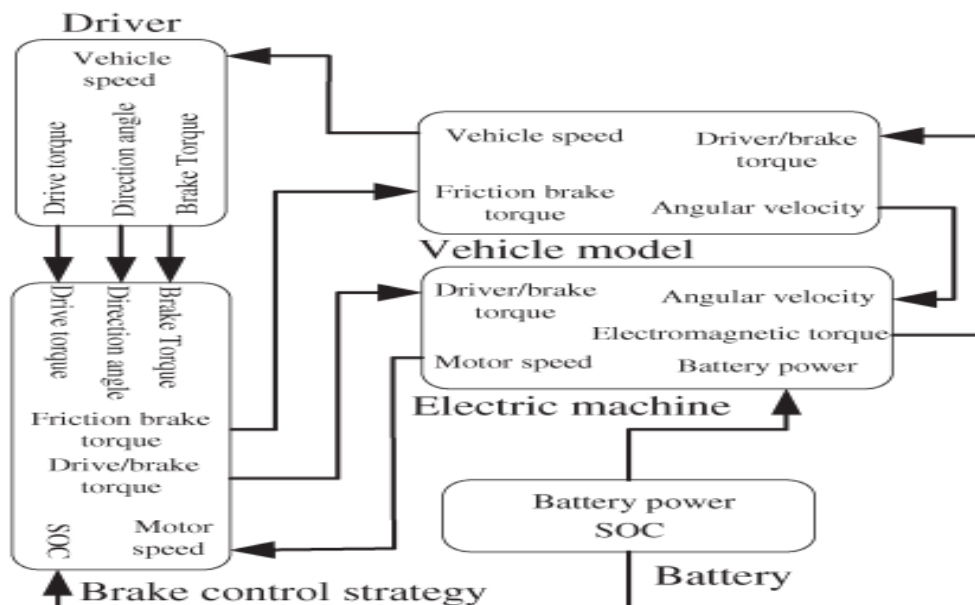 Driver
Vehicle
speed
Drive torque
Direction angle
Brake Torque
Vehicle speed
Driver/brake
torque
Friction brake
torque
Angular velocity
Vehicle model
Drive torque
Direction angle
Brake Torque
Friction brake
torque
Drive/brake
torque
SOC
Motor
speed
Brake control strategy
Driver/brake
torque
Angular velocity
Electromagnetic torque
Motor speed
Battery power
Electric machine
Battery power
SOC
Battery